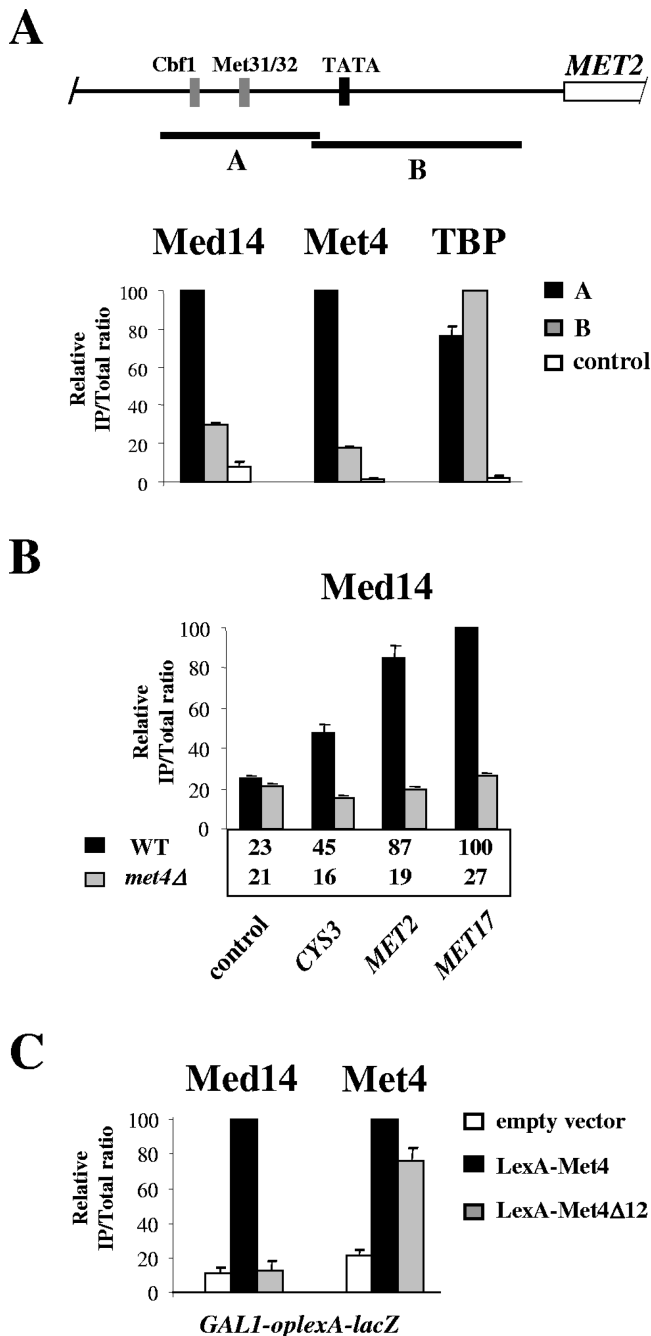 A
Cbf1 Met31/32 TATA MET2
A
B
Med14 Met4 TBP
Relative
IP/Total ratio
100
80
60
40
20
0
A
B
control
B
Med14
Relative
IP/Total ratio
100
80
60
40
20
0
WT 23 45 87 100
met4Δ 21 16 19 27
control CYS3 MET2 MET17
C
Med14 Met4
Relative
IP/Total ratio
100
80
60
40
20
0
empty vector
LexA-Met4
LexA-Met4Δ12
GAL1-oplexA-lacZ